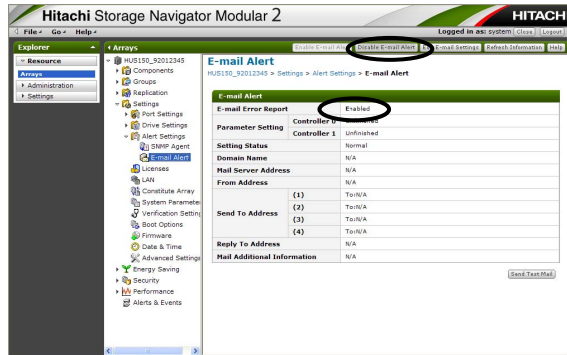 Hitachi Storage Navigator Modular 2
HITACHI
File Go Help
Logged in as: system Close Logout
Explorer
Resource
Arrays
Administration
Settings
Arrays
HUS150_92012345
Components
Groups
Replication
Settings
Port Settings
Drive Settings
Alert Settings
SNMP Agent
E-mail Alert
Licenses
LAN
Constitute Array
System Paramete
Verification Setting
Boot Options
Firmware
Date & Time
Advanced Settings
Energy Saving
Security
Performance
Alerts & Events
Enable E-mail Disable E-mail Alert E-mail Settings Refresh Information Help
E-mail Alert
HUS150_92012345 > Settings > Alert Settings > E-mail Alert
E-mail Alert
E-mail Error Report Enabled
Parameter Setting Controller
Controller 1 Unfinished
Setting Status Normal
Domain Name N/A
Mail Server Address N/A
From Address N/A
Send To Address (1) To:N/A
(2) To:N/A
(3) To:N/A
(4) To:N/A
Reply To Address N/A
Mail Additional Information N/A
Send Test Mail